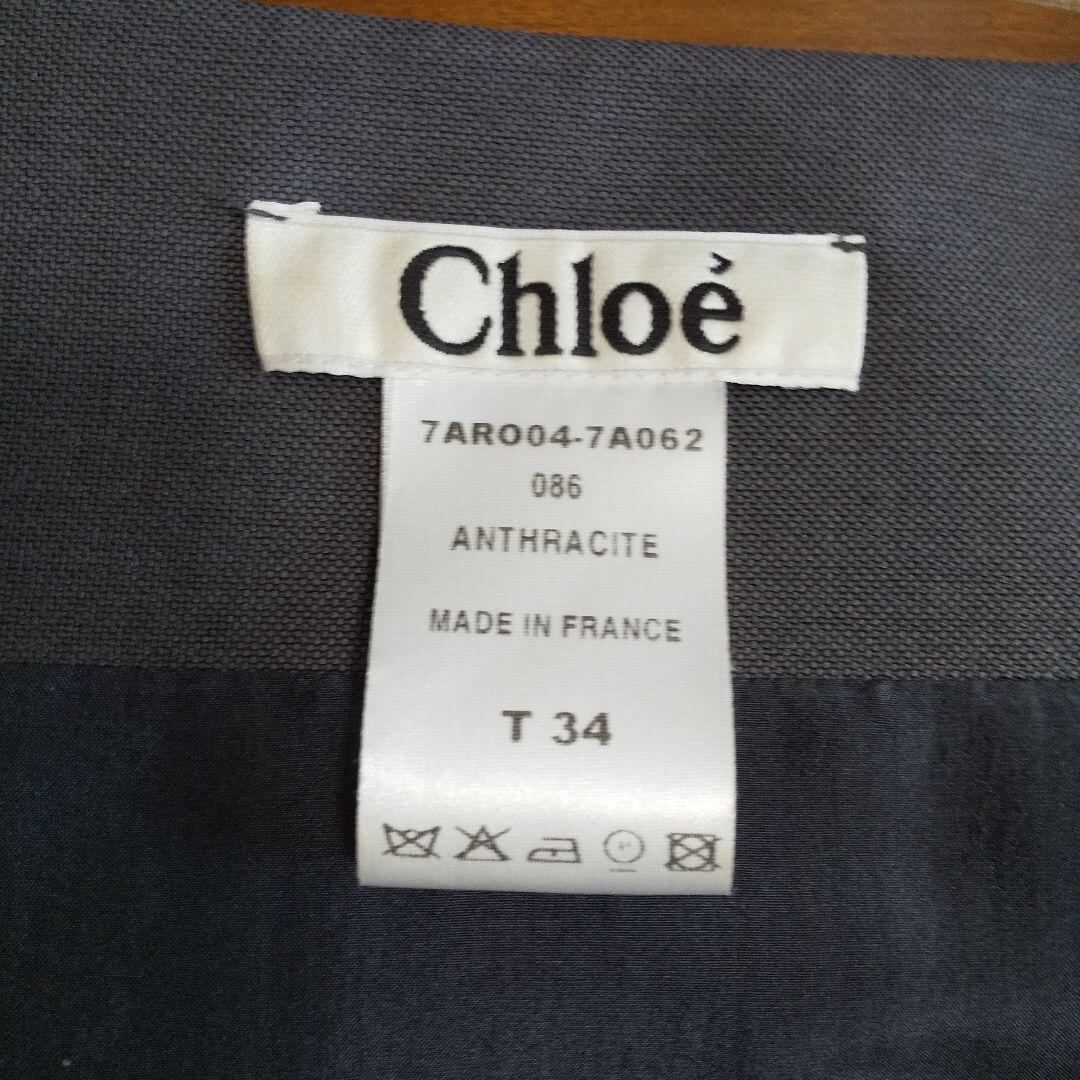 Chloé
7ARO04-7A062
086
ANTHRACITE
MADE IN FRANCE
T 34